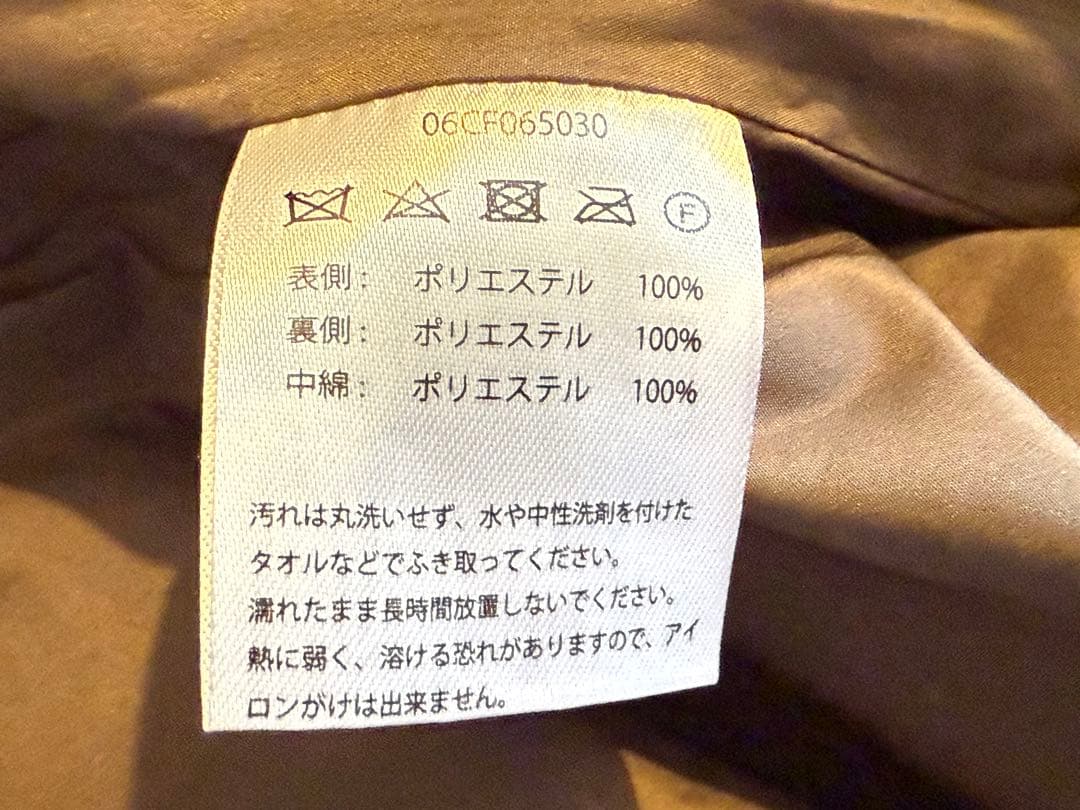 06CF065030
F
表側： ポリエステル 100%
裏側： ポリエステル 100%
中綿： ポリエステル 100%
汚れは丸洗いせず、水や中性洗剤を付けた
タオルなどでふき取ってください。
濡れたまま長時間放置しないでください。
熱に弱く、溶ける恐れがありますので、アイ
ロンがけは出来ません。